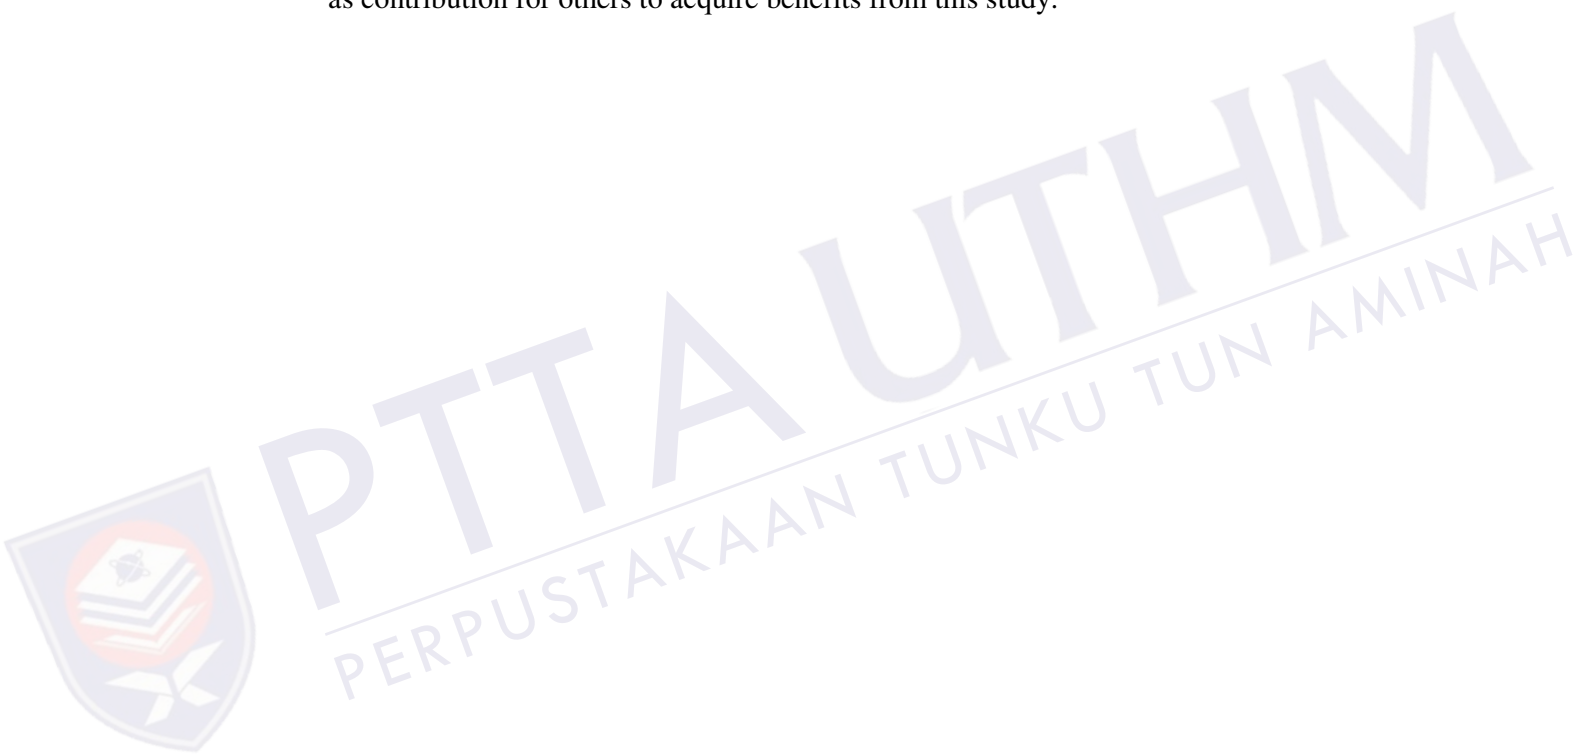 as contribution for others to acquire benefits from this study.
PTTA UTHM
PERPUSTAKAAN TUNKU TUN AMINAH